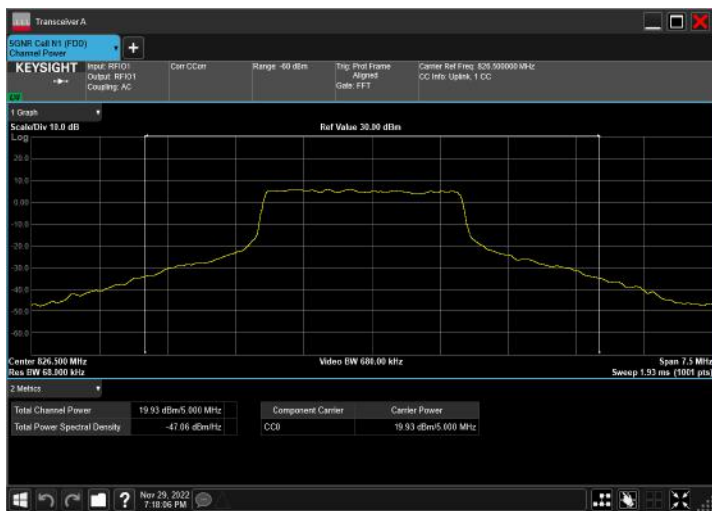 Transceiver A
5GNR Cell N1 (FDD)
Channel Power
KEYSIGHT
Input: RFIO1
Output: RFIO1
Coupling: AC
Corr CCorr
Range: -60 dBm
Trig: Prot Frame
Aligned
Gate: FFT
Carrier Ref Freq: 826.500000 MHz
CC Info: Uplink, 1 CC
1 Graph
Scale/Div 10.0 dB
Ref Value 30.00 dBm
Log
20.0
10.0
0.00
-10.0
-20.0
-30.0
-40.0
-50.0
-60.0
Center 826.500 MHz
Video BW 680.00 kHz
Span 7.5 MHz
Res BW 68.000 kHz
Sweep 1.93 ms (1001 pts)
2 Metrics
Total Channel Power 19.93 dBm/5.000 MHz
Total Power Spectral Density -47.06 dBm/Hz
Component Carrier Carrier Power
CC0 19.93 dBm/5.000 MHz
Nov 29, 2022
7:18:06 PM